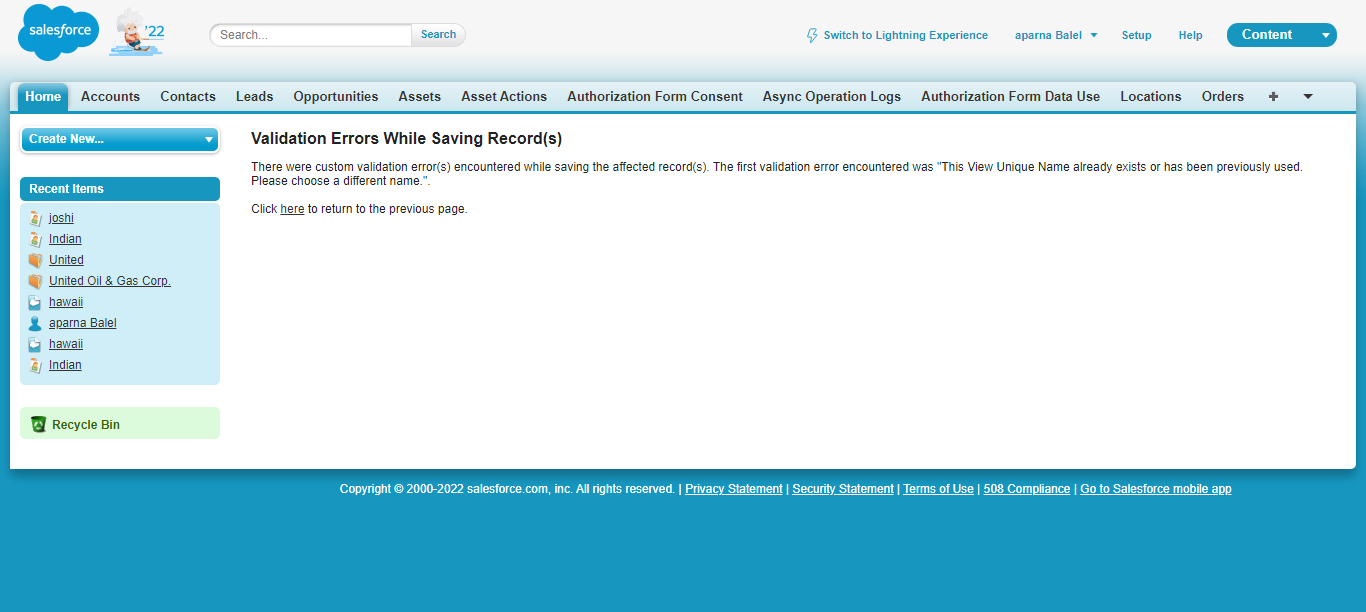 salesforce
'22
Search...
Search
Switch to Lightning Experience
aparna Balel
Setup
Help
Content
Home
Accounts
Contacts
Leads
Opportunities
Assets
Asset Actions
Authorization Form Consent
Async Operation Logs
Authorization Form Data Use
Locations
Orders
+
Create New...
Recent Items
joshi
Indian
United
United Oil & Gas Corp.
hawaii
aparna Balel
hawaii
Indian
Recycle Bin
Validation Errors While Saving Record(s)
There were custom validation error(s) encountered while saving the affected record(s). The first validation error encountered was "This View Unique Name already exists or has been previously used.
Please choose a different name.".
Click here to return to the previous page.
Copyright © 2000-2022 salesforce.com, inc. All rights reserved. | Privacy Statement | Security Statement | Terms of Use | 508 Compliance | Go to Salesforce mobile app